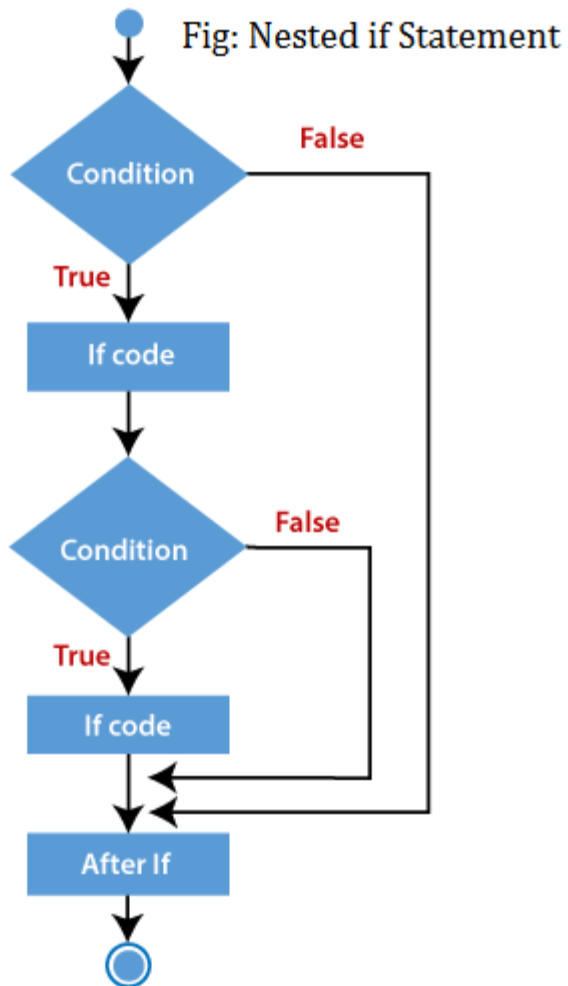 Fig: Nested if Statement
False
Condition
True
If code
False
Condition
True
If code
After If